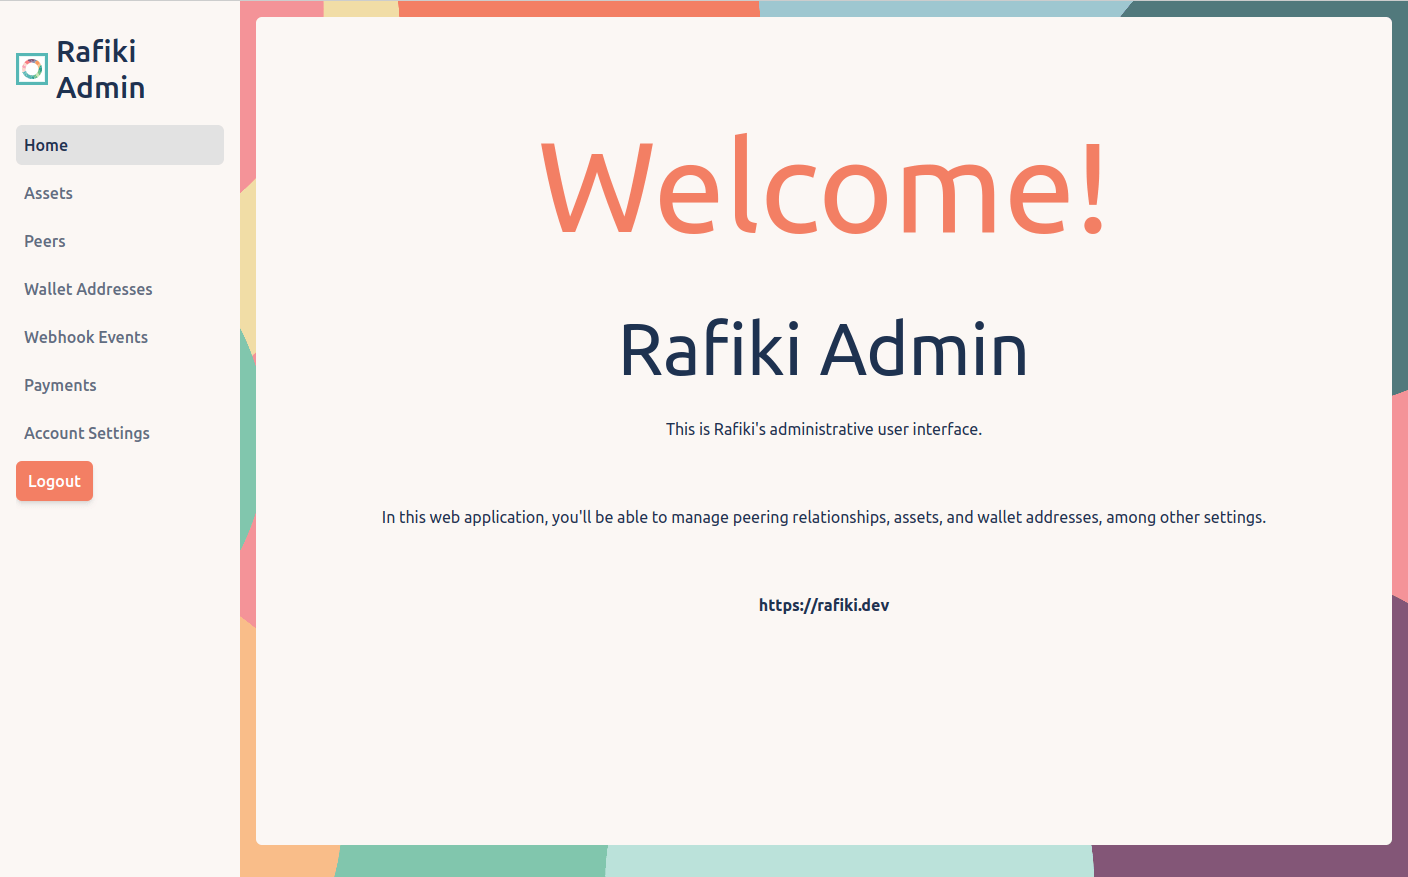 Rafiki
Admin
Home
Assets
Peers
Wallet Addresses
Webhook Events
Payments
Account Settings
Logout
Welcome!
Rafiki Admin
This is Rafiki's administrative user interface.
In this web application, you'll be able to manage peering relationships, assets, and wallet addresses, among other settings.
https://rafiki.dev